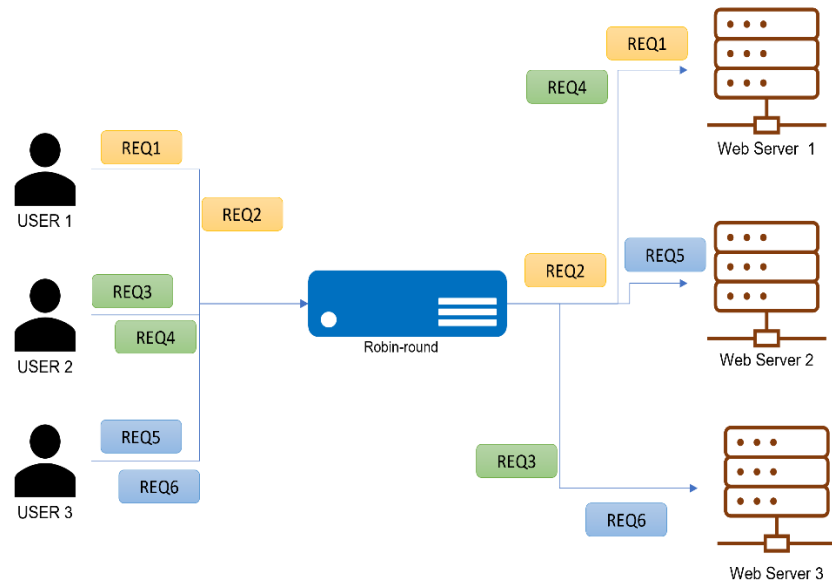 REQ1
REQ4
REQ1
Web Server  1
USER 1
REQ2
REQ2
REQ5
REQ3
REQ4
USER 2
Robin-round
Web Server 2
REQ5
REQ6
USER 3
REQ3
REQ6
Web Server 3